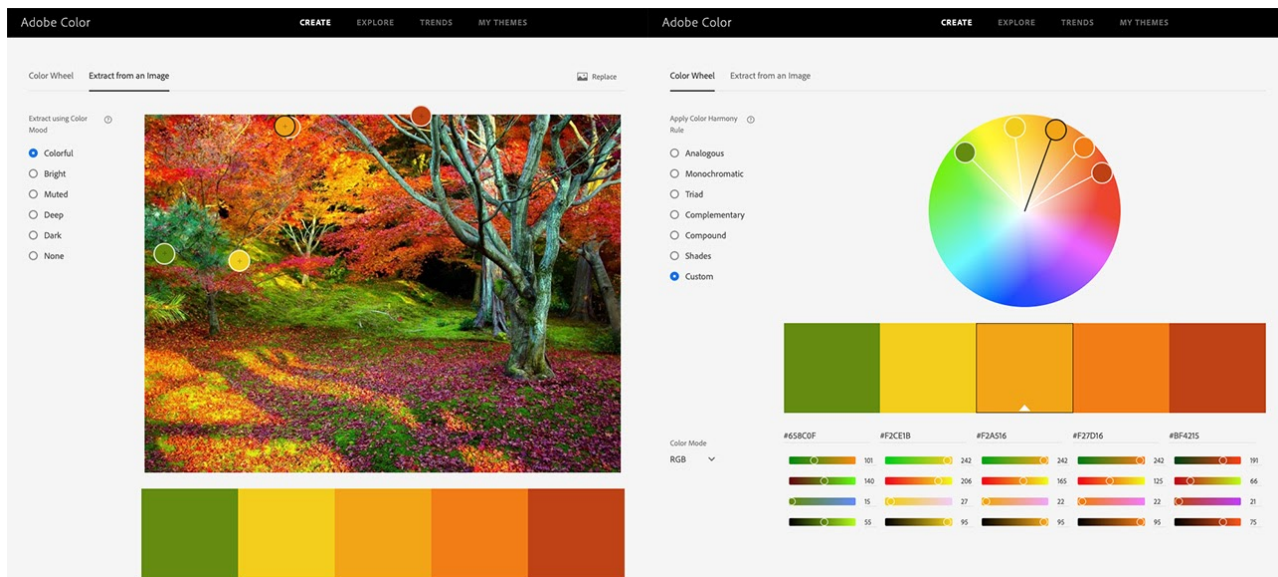 Adobe Color
CREATE EXPLORE TRENDS MY THEMES
Color Wheel Extract from an Image
Replace
Extract using Color
Mood
Colorful
Bright
Muted
Deep
Dark
None
Adobe Color
CREATE EXPLORE TRENDS MY THEMES
Color Wheel Extract from an Image
Apply Color Harmony
Rule
Analogous
Monochromatic
Triad
Complementary
Compound
Shades
Custom
Color Mode
RGB
#658C0F #F2CE1B #F2A516 #F27D16 #BF4215
101 242 242 242 191
140 206 165 125 66
15 27 22 22 21
55 95 95 95 75